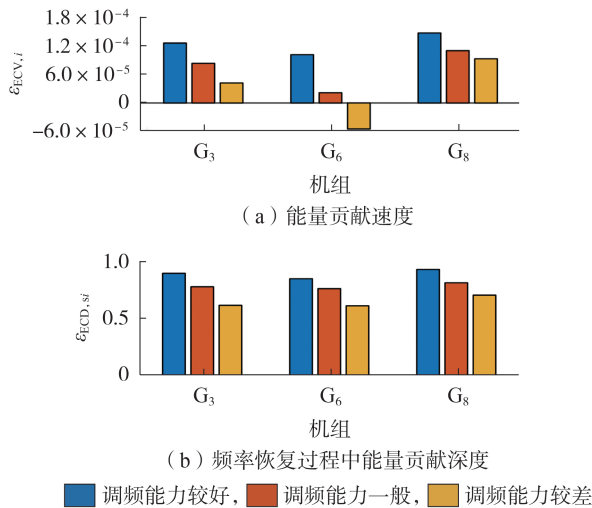 1.8 × 10⁻⁴
1.2 × 10⁻⁴
6.0 × 10⁻⁵
0
−6.0 × 10⁻⁵
ε_ECV, i
G₃ G₆ G₈
机组
（a）能量贡献速度
1.0
0.5
0
ε_ECD, si
G₃ G₆ G₈
机组
（b）频率恢复过程中能量贡献深度
调频能力较好, 调频能力一般, 调频能力较差